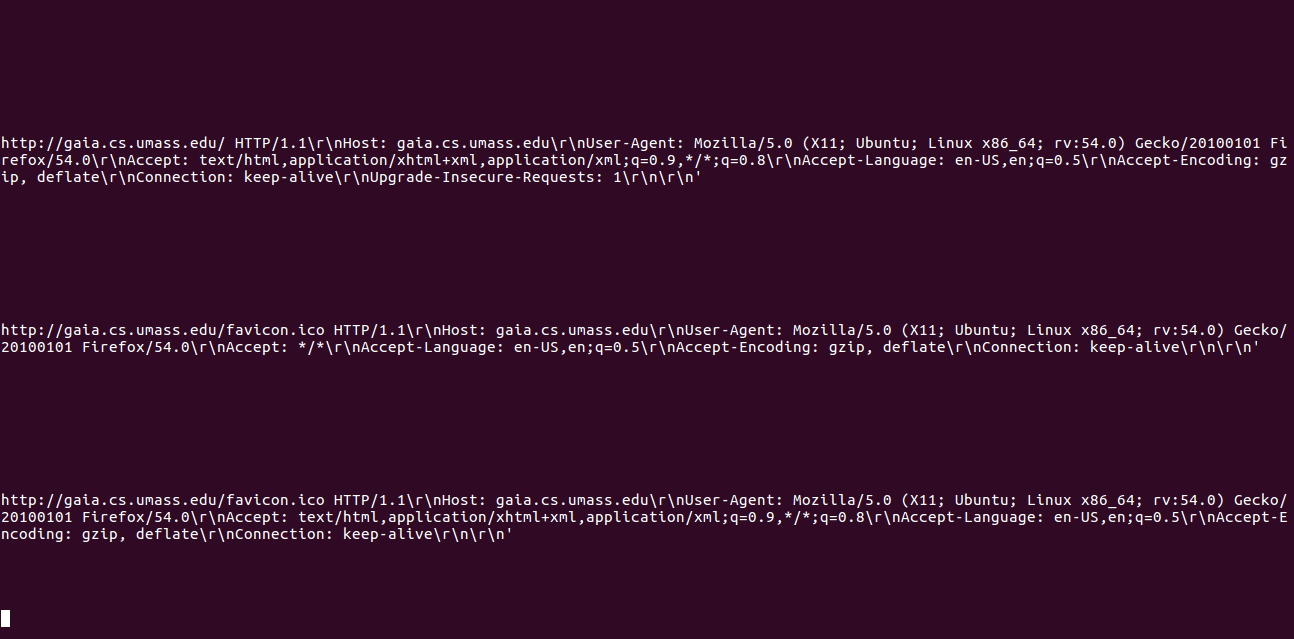 http://gaia.cs.umass.edu/ HTTP/1.1\r\nHost: gaia.cs.umass.edu\r\nUser-Agent: Mozilla/5.0 (X11; Ubuntu; Linux x86_64; rv:54.0) Gecko/20100101 Fi
refox/54.0\r\nAccept: text/html,application/xhtml+xml,application/xml;q=0.9,*/*;q=0.8\r\nAccept-Language: en-US,en;q=0.5\r\nAccept-Encoding: gz
ip, deflate\r\nConnection: keep-alive\r\nUpgrade-Insecure-Requests: 1\r\n\r\n'
http://gaia.cs.umass.edu/favicon.ico HTTP/1.1\r\nHost: gaia.cs.umass.edu\r\nUser-Agent: Mozilla/5.0 (X11; Ubuntu; Linux x86_64; rv:54.0) Gecko/
20100101 Firefox/54.0\r\nAccept: */*\r\nAccept-Language: en-US,en;q=0.5\r\nAccept-Encoding: gzip, deflate\r\nConnection: keep-alive\r\n\r\n'
http://gaia.cs.umass.edu/favicon.ico HTTP/1.1\r\nHost: gaia.cs.umass.edu\r\nUser-Agent: Mozilla/5.0 (X11; Ubuntu; Linux x86_64; rv:54.0) Gecko/
20100101 Firefox/54.0\r\nAccept: text/html,application/xhtml+xml,application/xml;q=0.9,*/*;q=0.8\r\nAccept-Language: en-US,en;q=0.5\r\nAccept-E
ncoding: gzip, deflate\r\nConnection: keep-alive\r\n\r\n'